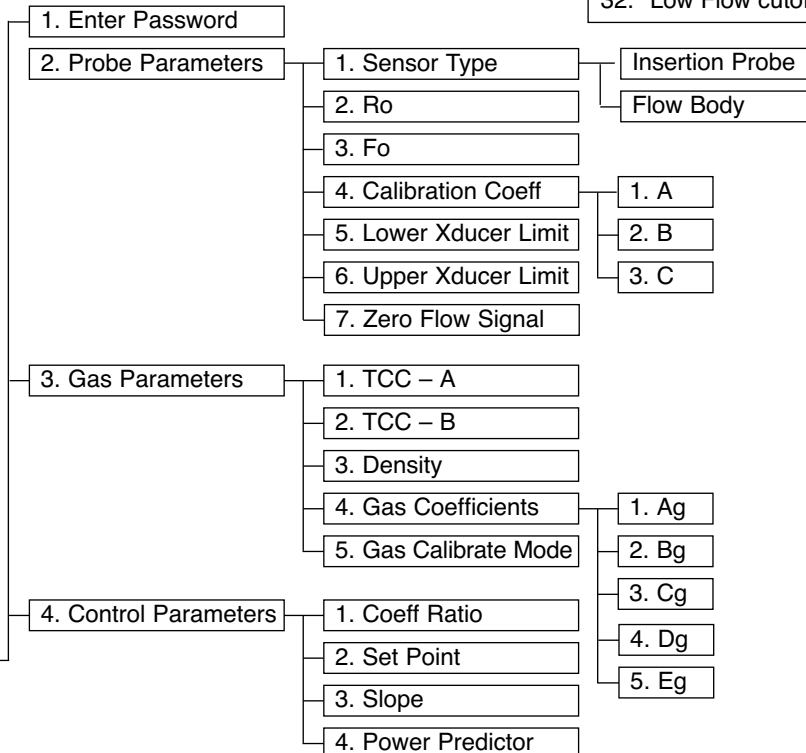 32. Low Flow
1. Enter Password
2. Probe Parameters
1. Sensor Type
Insertion Probe
Flow Body
2. Ro
3. Fo
4. Calibration Coeff
1. A
2. B
3. C
5. Lower Xducer Limit
6. Upper Xducer Limit
7. Zero Flow Signal
3. Gas Parameters
1. TCC – A
2. TCC – B
3. Density
4. Gas Coefficients
1. Ag
2. Bg
3. Cg
4. Dg
5. Eg
5. Gas Calibrate Mode
4. Control Parameters
1. Coeff Ratio
2. Set Point
3. Slope
4. Power Predictor